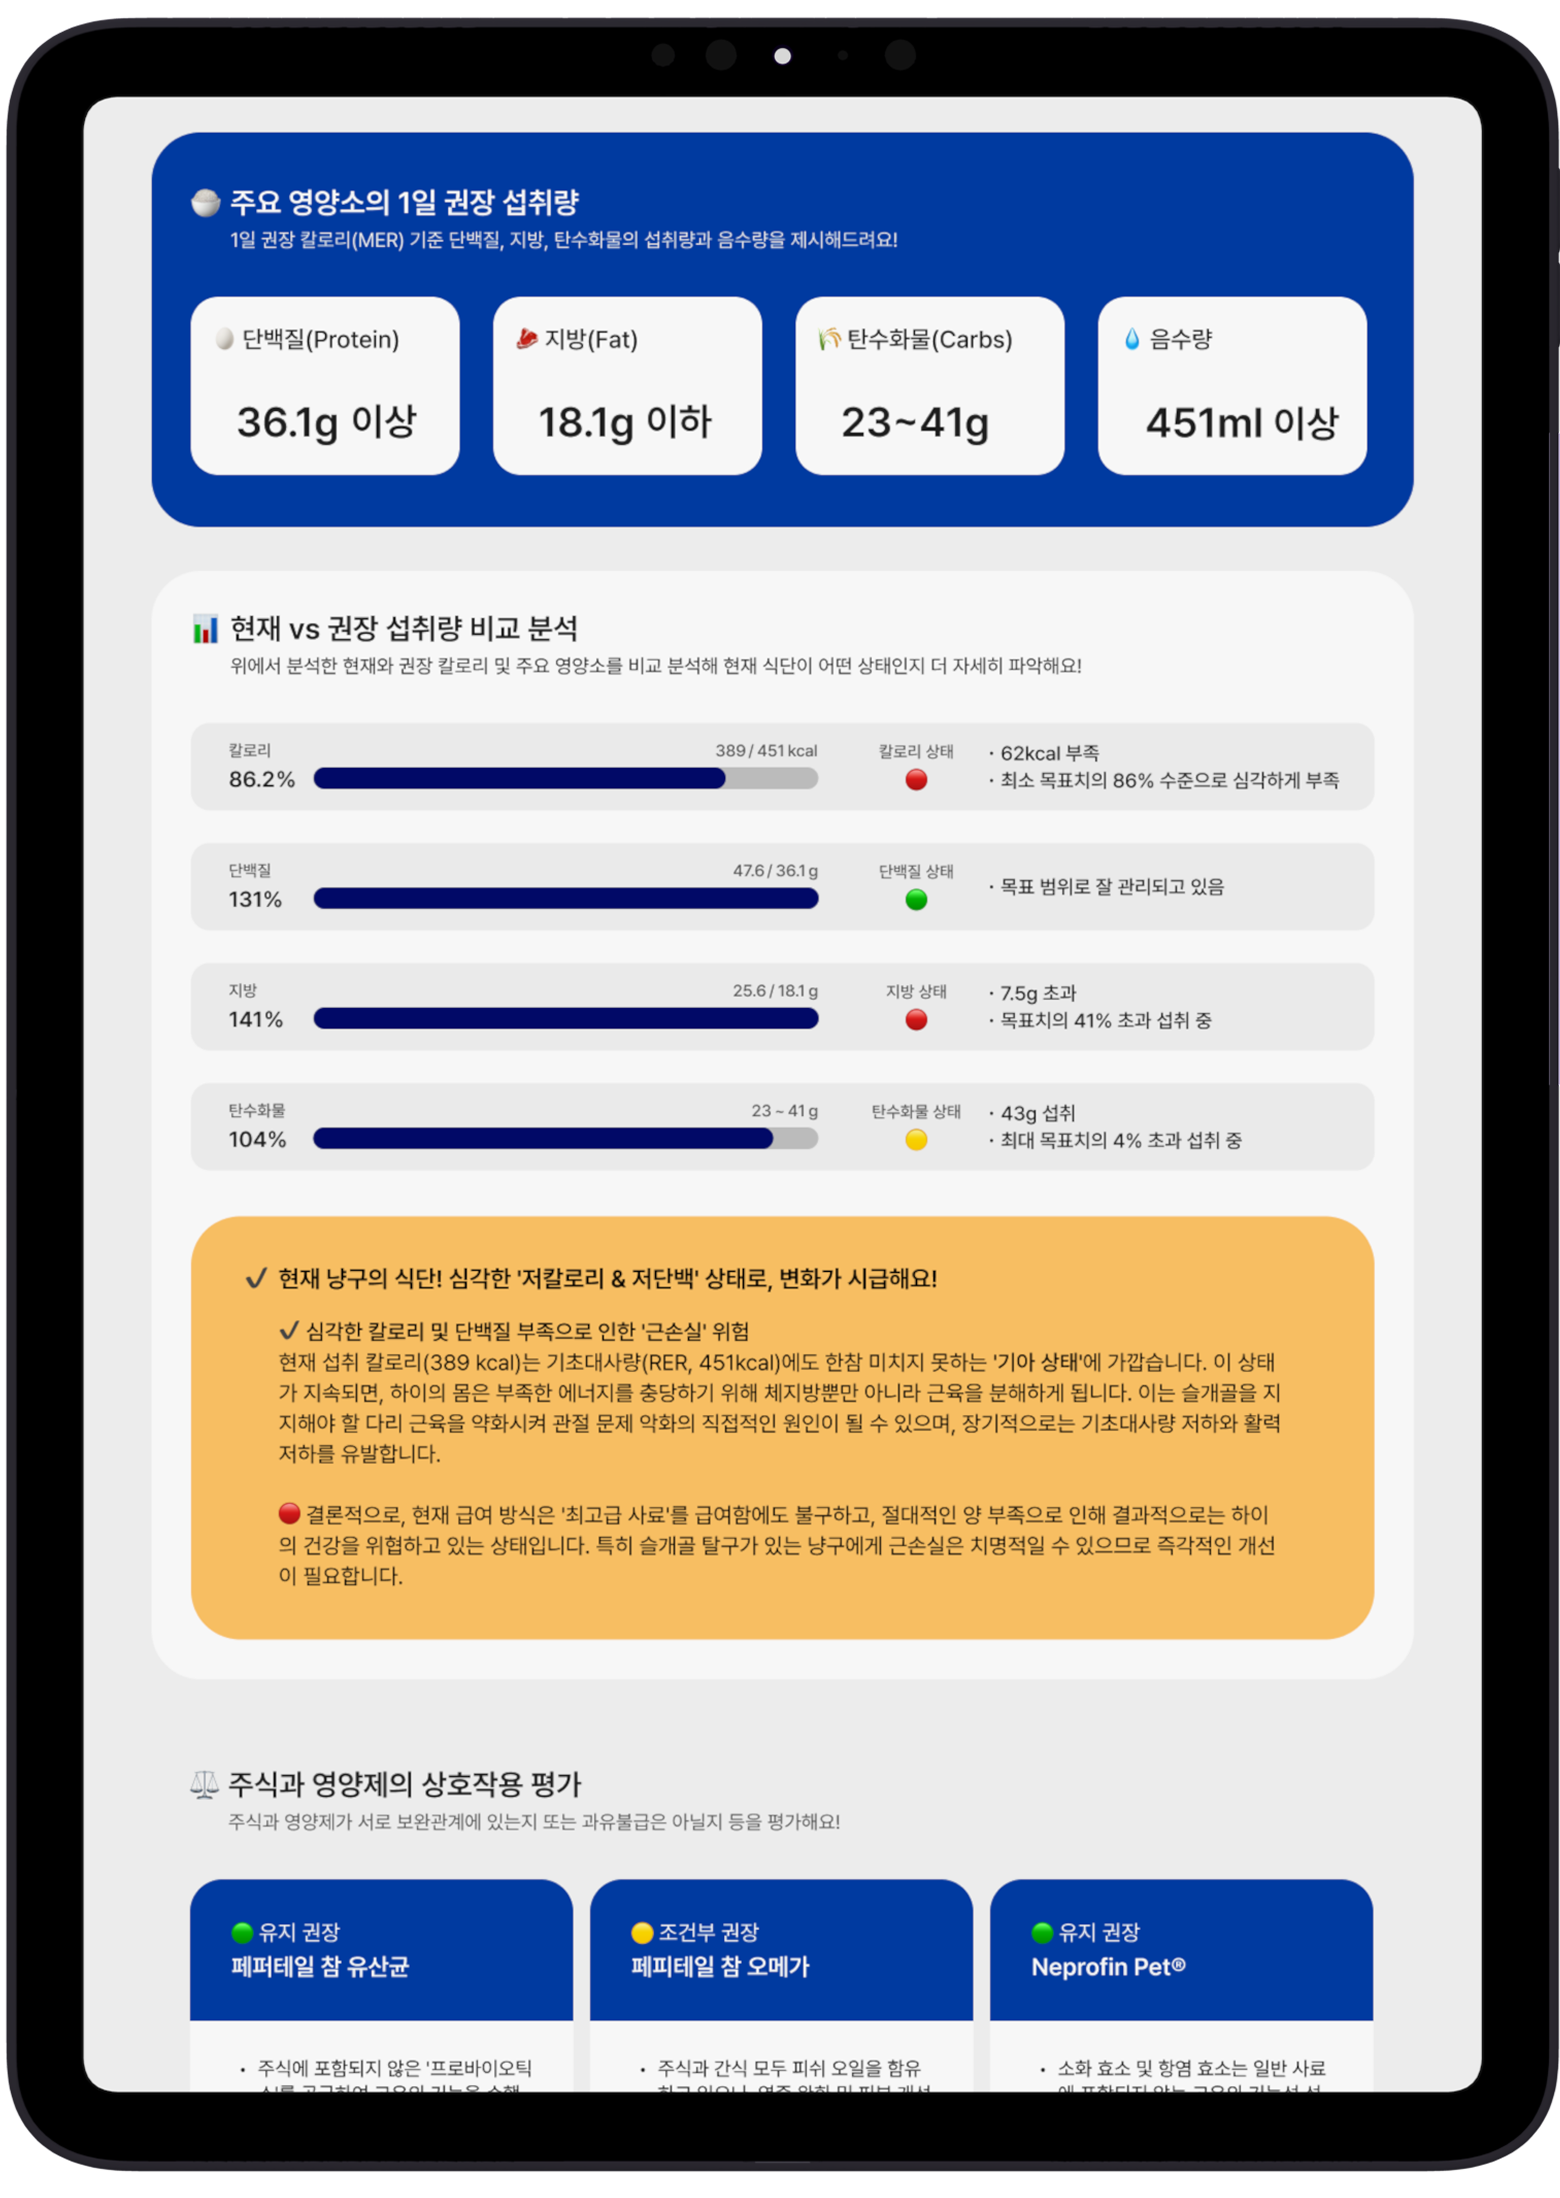 주요 영양소의 1일 권장 섭취량
1일 권장 칼로리(MER) 기준 단백질, 지방, 탄수화물의 섭취량과 음수량을 제시해드려요!
단백질(Protein)
36.1g 이상
지방(Fat)
18.1g 이하
탄수화물(Carbs)
23~41g
음수량
451ml 이상
현재 vs 권장 섭취량 비교 분석
위에서 분석한 현재와 권장 칼로리 및 주요 영양소를 비교 분석해 현재 식단이 어떤 상태인지 더 자세히 파악해요!
칼로리
86.2%
389 / 451 kcal
칼로리 상태
· 62kcal 부족
· 최소 목표치의 86% 수준으로 심각하게 부족
단백질
131%
47.6 / 36.1 g
단백질 상태
· 목표 범위로 잘 관리되고 있음
지방
141%
25.6 / 18.1 g
지방 상태
· 7.5g 초과
· 목표치의 41% 초과 섭취 중
탄수화물
104%
23 ~ 41 g
탄수화물 상태
· 43g 섭취
· 최대 목표치의 4% 초과 섭취 중
✓ 현재 냥구의 식단! 심각한 '저칼로리 & 저단백' 상태로, 변화가 시급해요!
✓ 심각한 칼로리 및 단백질 부족으로 인한 '근손실' 위험
현재 섭취 칼로리(389 kcal)는 기초대사량(RER, 451kcal)에도 한참 미치지 못하는 '기아 상태'에 가깝습니다. 이 상태
가 지속되면, 하이의 몸은 부족한 에너지를 충당하기 위해 체지방뿐만 아니라 근육을 분해하게 됩니다. 이는 슬개골을 지
지해야 할 다리 근육을 약화시켜 관절 문제 악화의 직접적인 원인이 될 수 있으며, 장기적으로는 기초대사량 저하와 활력
저하를 유발합니다.
결론적으로, 현재 급여 방식은 '최고급 사료'를 급여함에도 불구하고, 절대적인 양 부족으로 인해 결과적으로는 하이
의 건강을 위협하고 있는 상태입니다. 특히 슬개골 탈구가 있는 냥구에게 근손실은 치명적일 수 있으므로 즉각적인 개선
이 필요합니다.
주식과 영양제의 상호작용 평가
주식과 영양제가 서로 보완관계에 있는지 또는 과유불급은 아닐지 등을 평가해요!
유지 권장
페퍼테일 참 유산균
• 주식에 포함되지 않은 '프로바이오틱
조건부 권장
페피테일 참 오메가
• 주식과 간식 모두 피쉬 오일을 함유
유지 권장
Neprofin Pet®
• 소화 효소 및 항염 효소는 일반 사료